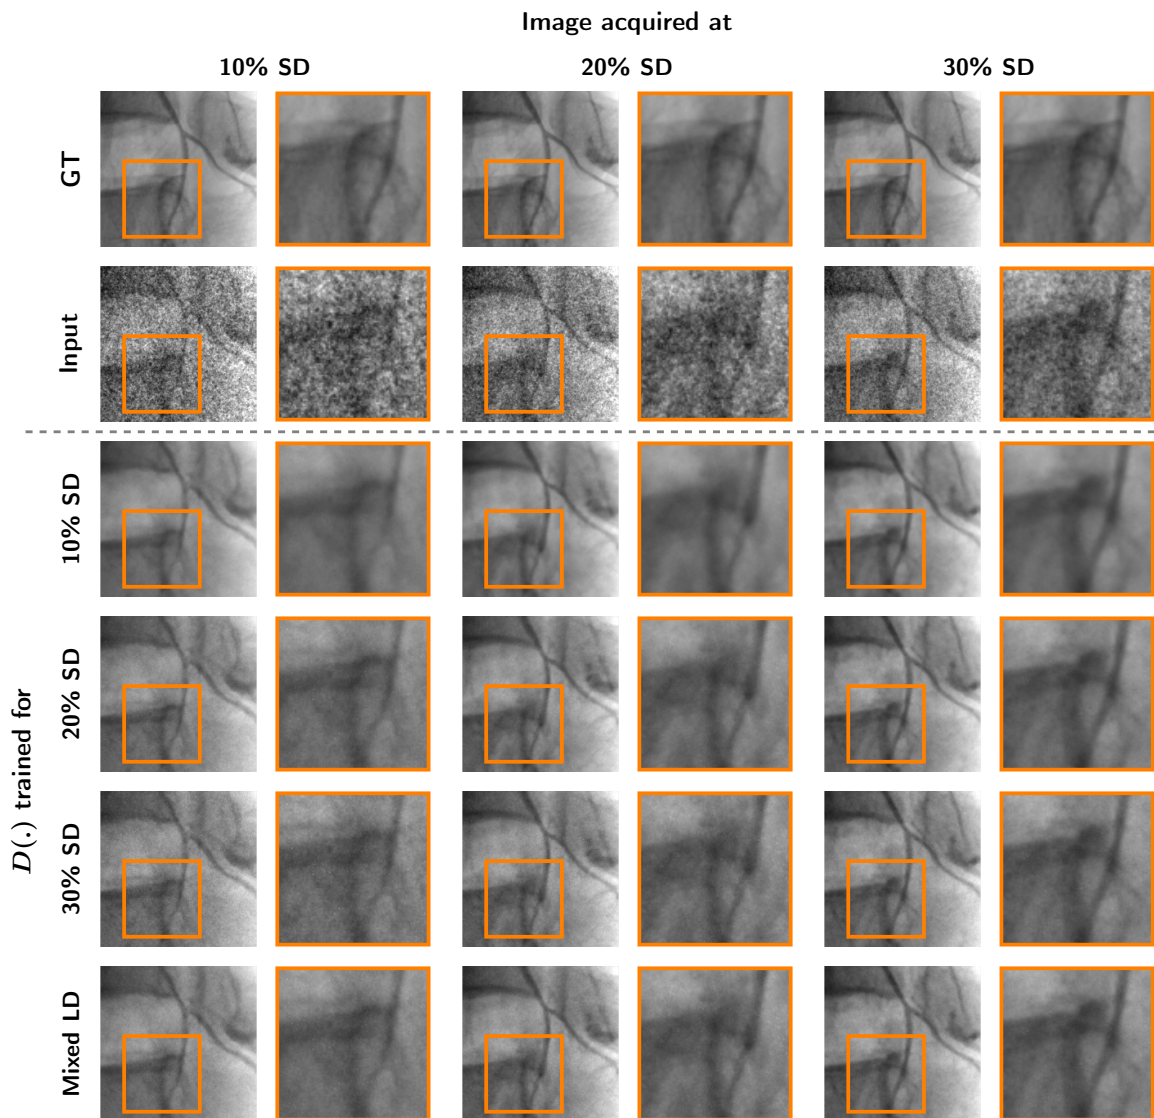 Image acquired at
10% SD
20% SD
30% SD
GT
Input
D(.) trained for
10% SD
20% SD
30% SD
Mixed LD